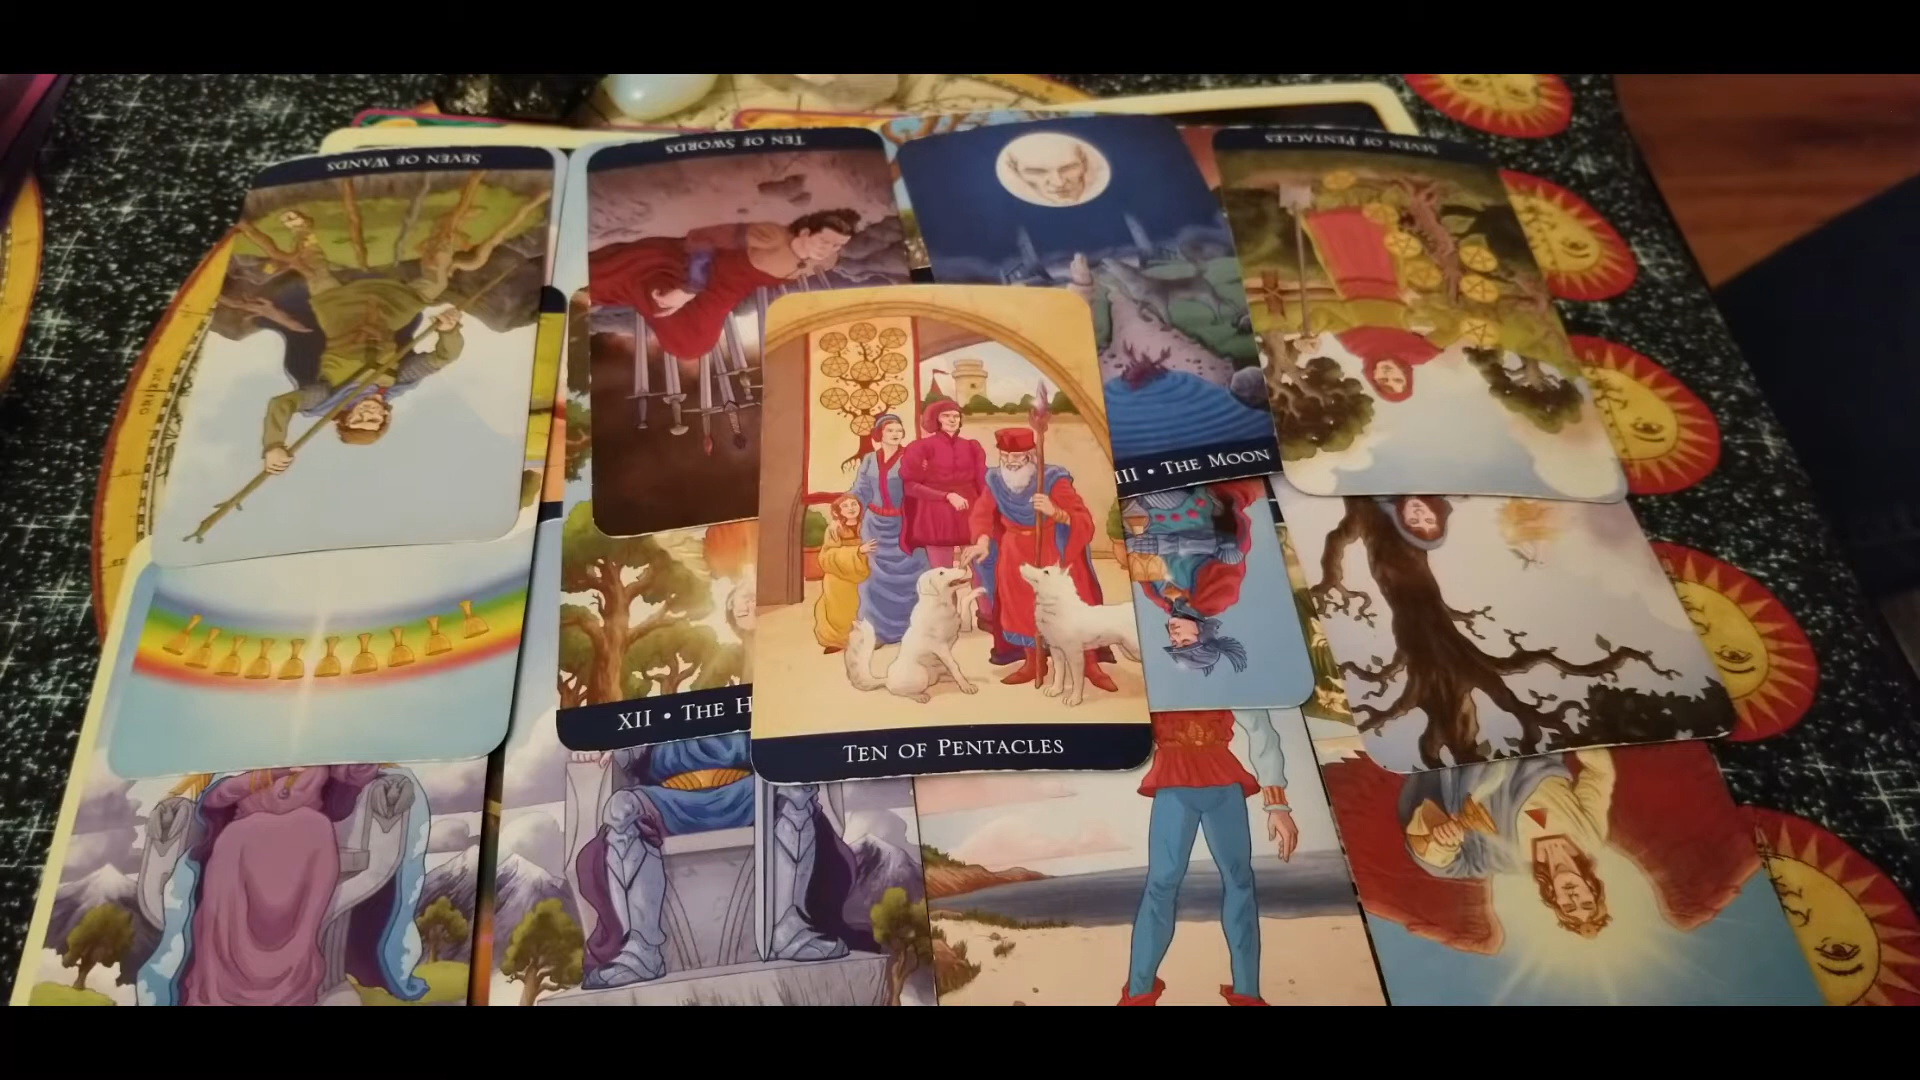 SEVEN OF WANDS
TEN OF SWORDS
SEVEN OF PENTACLES
III • THE MOON
XII • THE H
TEN OF PENTACLES